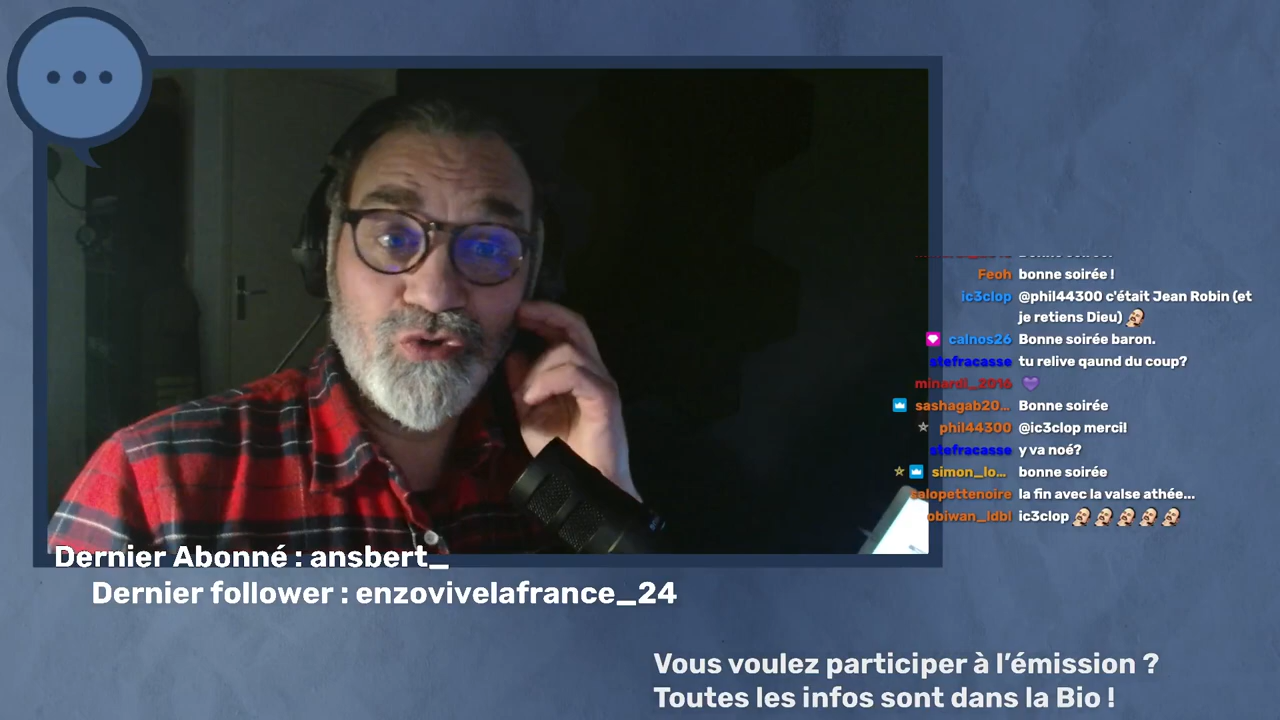 Feoh bonne soirée !
ic3clop @phil44300 c'était Jean Robin (et
je retiens Dieu)
calnos26 Bonne soirée baron.
stefracasse tu relive qaund du coup?
minardi_2016
sashagab20... Bonne soirée
phil44300 @ic3clop merci!
stefracasse y va noé?
simon_lo... bonne soirée
salopettenoire la fin avec la valse athée...
obiwan_ldbl ic3clop
Dernier Abonné : ansbert_
Dernier follower : enzovivelafrance_24
Vous voulez participer à l'émission ?
Toutes les infos sont dans la Bio !